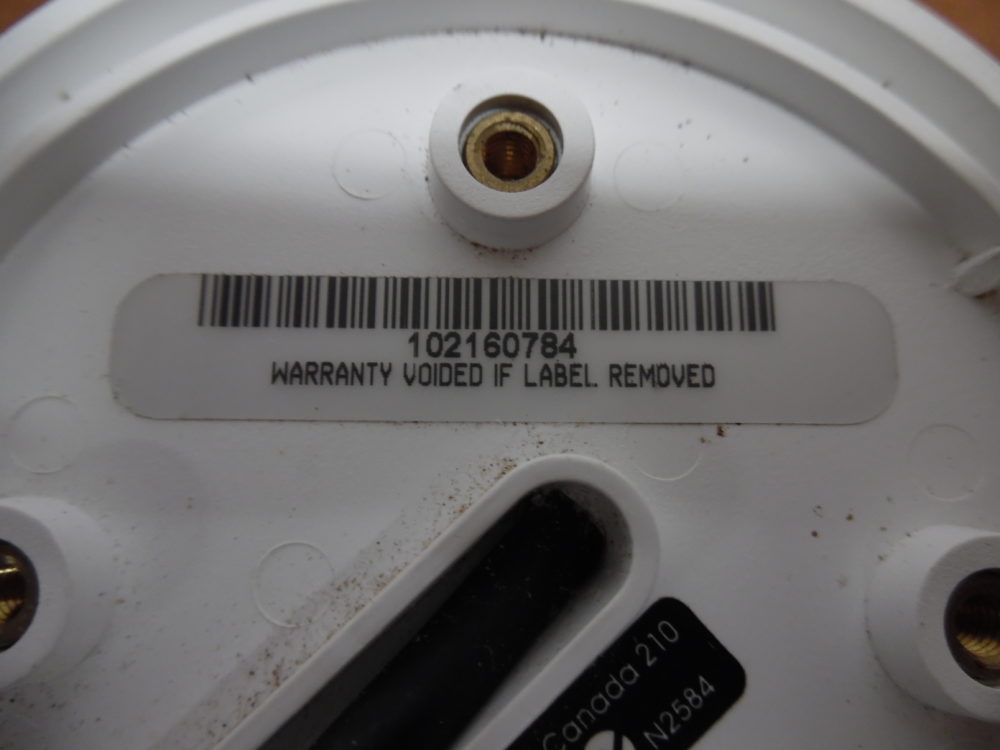 102160784
WARRANTY VOIDED IF LABEL REMOVED
Canada 210
N2584